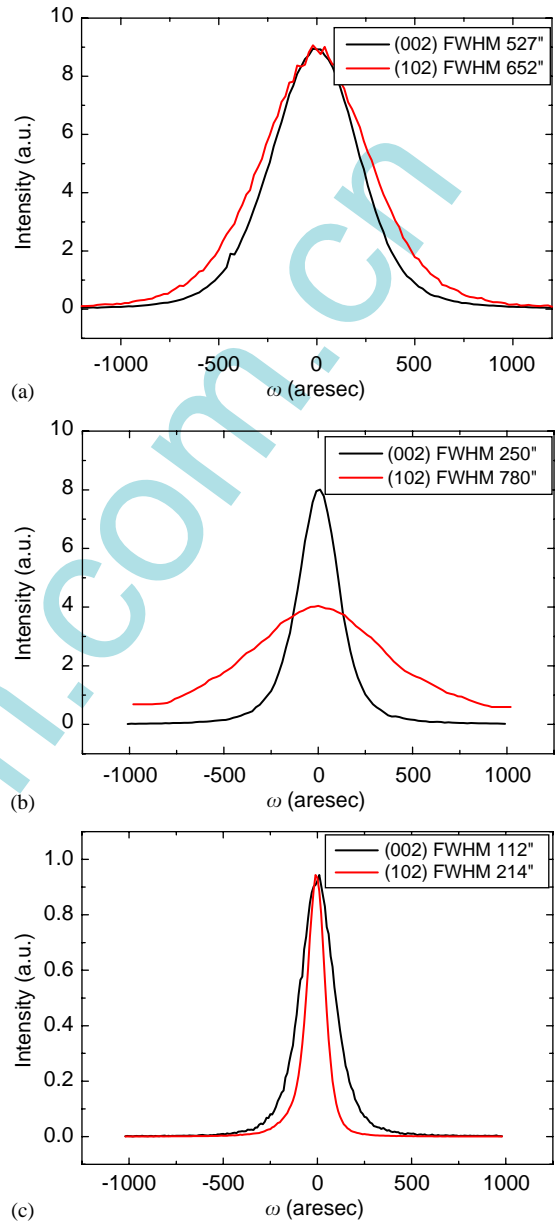 10
8
6
4
2
0
Intensity (a.u.)
(002) FWHM 527"
(102) FWHM 652"
-1000 -500 0 500 1000
ω (aresec)
(a)
10
8
6
4
2
0
Intensity (a.u.)
(002) FWHM 250"
(102) FWHM 780"
-1000 -500 0 500 1000
ω (aresec)
(b)
1.0
0.8
0.6
0.4
0.2
0.0
Intensity (a.u.)
(002) FWHM 112"
(102) FWHM 214"
-1000 -500 0 500 1000
ω (aresec)
(c)
.com.cn